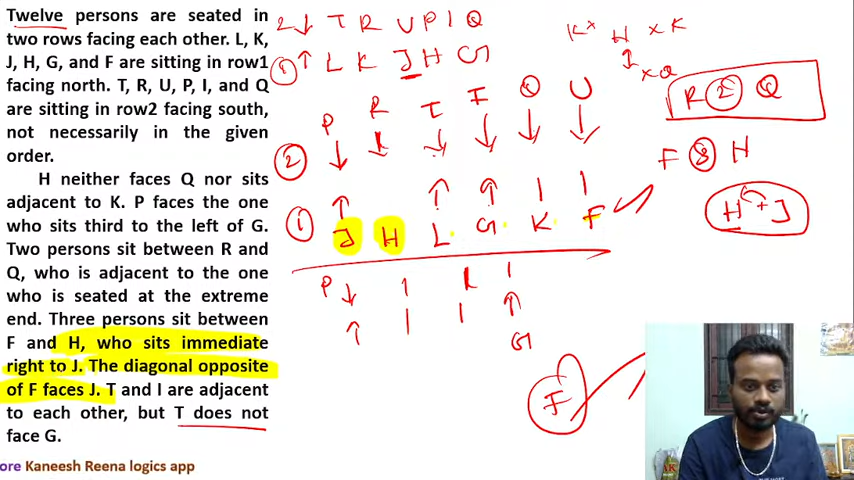 Twelve persons are seated in
two rows facing each other. L, K,
J, H, G, and F are sitting in row1
facing north. T, R, U, P, I, and Q
are sitting in row2 facing south,
not necessarily in the given
order.
H neither faces Q nor sits
adjacent to K. P faces the one
who sits third to the left of G.
Two persons sit between R and
Q, who is adjacent to the one
who is seated at the extreme
end. Three persons sit between
F and H, who sits immediate
right to J. The diagonal opposite
of F faces J. T and I are adjacent
to each other, but T does not
face G.
ore Kaneesh Reena logics app
2↓ T R U P I Q
① ↑ L K J H G
K× H × K
↕
× Q
R ② Q
F ③ H
H + J
P R T I Q U
②
①
J H L G K F
P
G
F